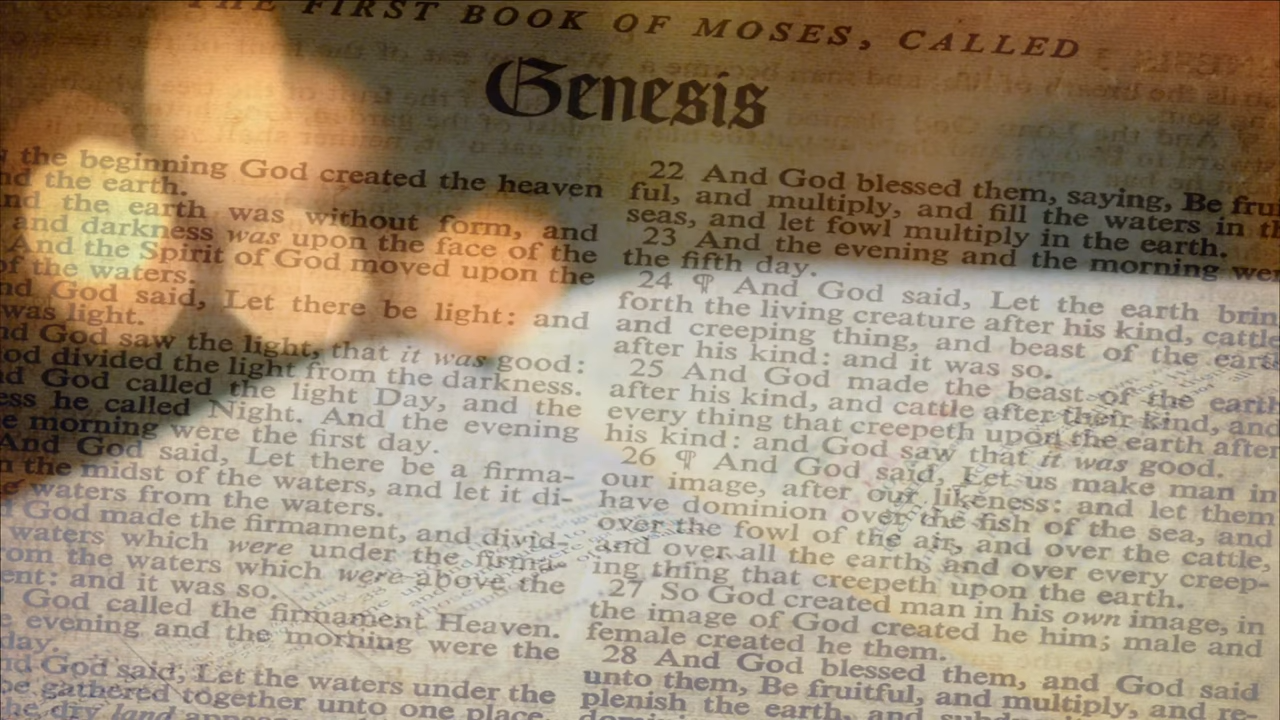 THE FIRST BOOK OF MOSES, CALLED
Genesis
the beginning God created the heaven
nd the earth.
nd the earth was without form, and
and darkness was upon the face of the
And the Spirit of God moved upon the
of the waters.
nd God said, Let there be light: and
was light.
nd God saw the light, that it was good:
od divided the light from the darkness.
nd God called the light Day, and the
ess he called Night. And the evening
e morning were the first day.
And God said, Let there be a firma-
n the midst of the waters, and let it di-
e waters from the waters.
d God made the firmament, and divid-
waters which were under the firma-
rom the waters which were above the
ent: and it was so.
God called the firmament Heaven.
e evening and the morning were the
day.
nd God said, Let the waters under the
be gathered together unto one place,
he dry land
22 And God blessed them, saying, Be fru
ful, and multiply, and fill the waters in th
seas, and let fowl multiply in the earth.
23 And the evening and the morning wer
the fifth day.
24 ¶ And God said, Let the earth brin
forth the living creature after his kind, cattle
and creeping thing, and beast of the earth
after his kind: and it was so.
25 And God made the beast of the earth
after his kind, and cattle after their kind, and
every thing that creepeth upon the earth after
his kind: and God saw that it was good.
26 ¶ And God said, Let us make man in
our image, after our likeness: and let them
have dominion over the fish of the sea, and
over the fowl of the air, and over the cattle,
and over all the earth, and over every creep-
ing thing that creepeth upon the earth.
27 So God created man in his own image, in
the image of God created he him; male and
female created he them.
28 And God blessed them, and God said
unto them, Be fruitful, and multiply, and re-
plenish the earth, and